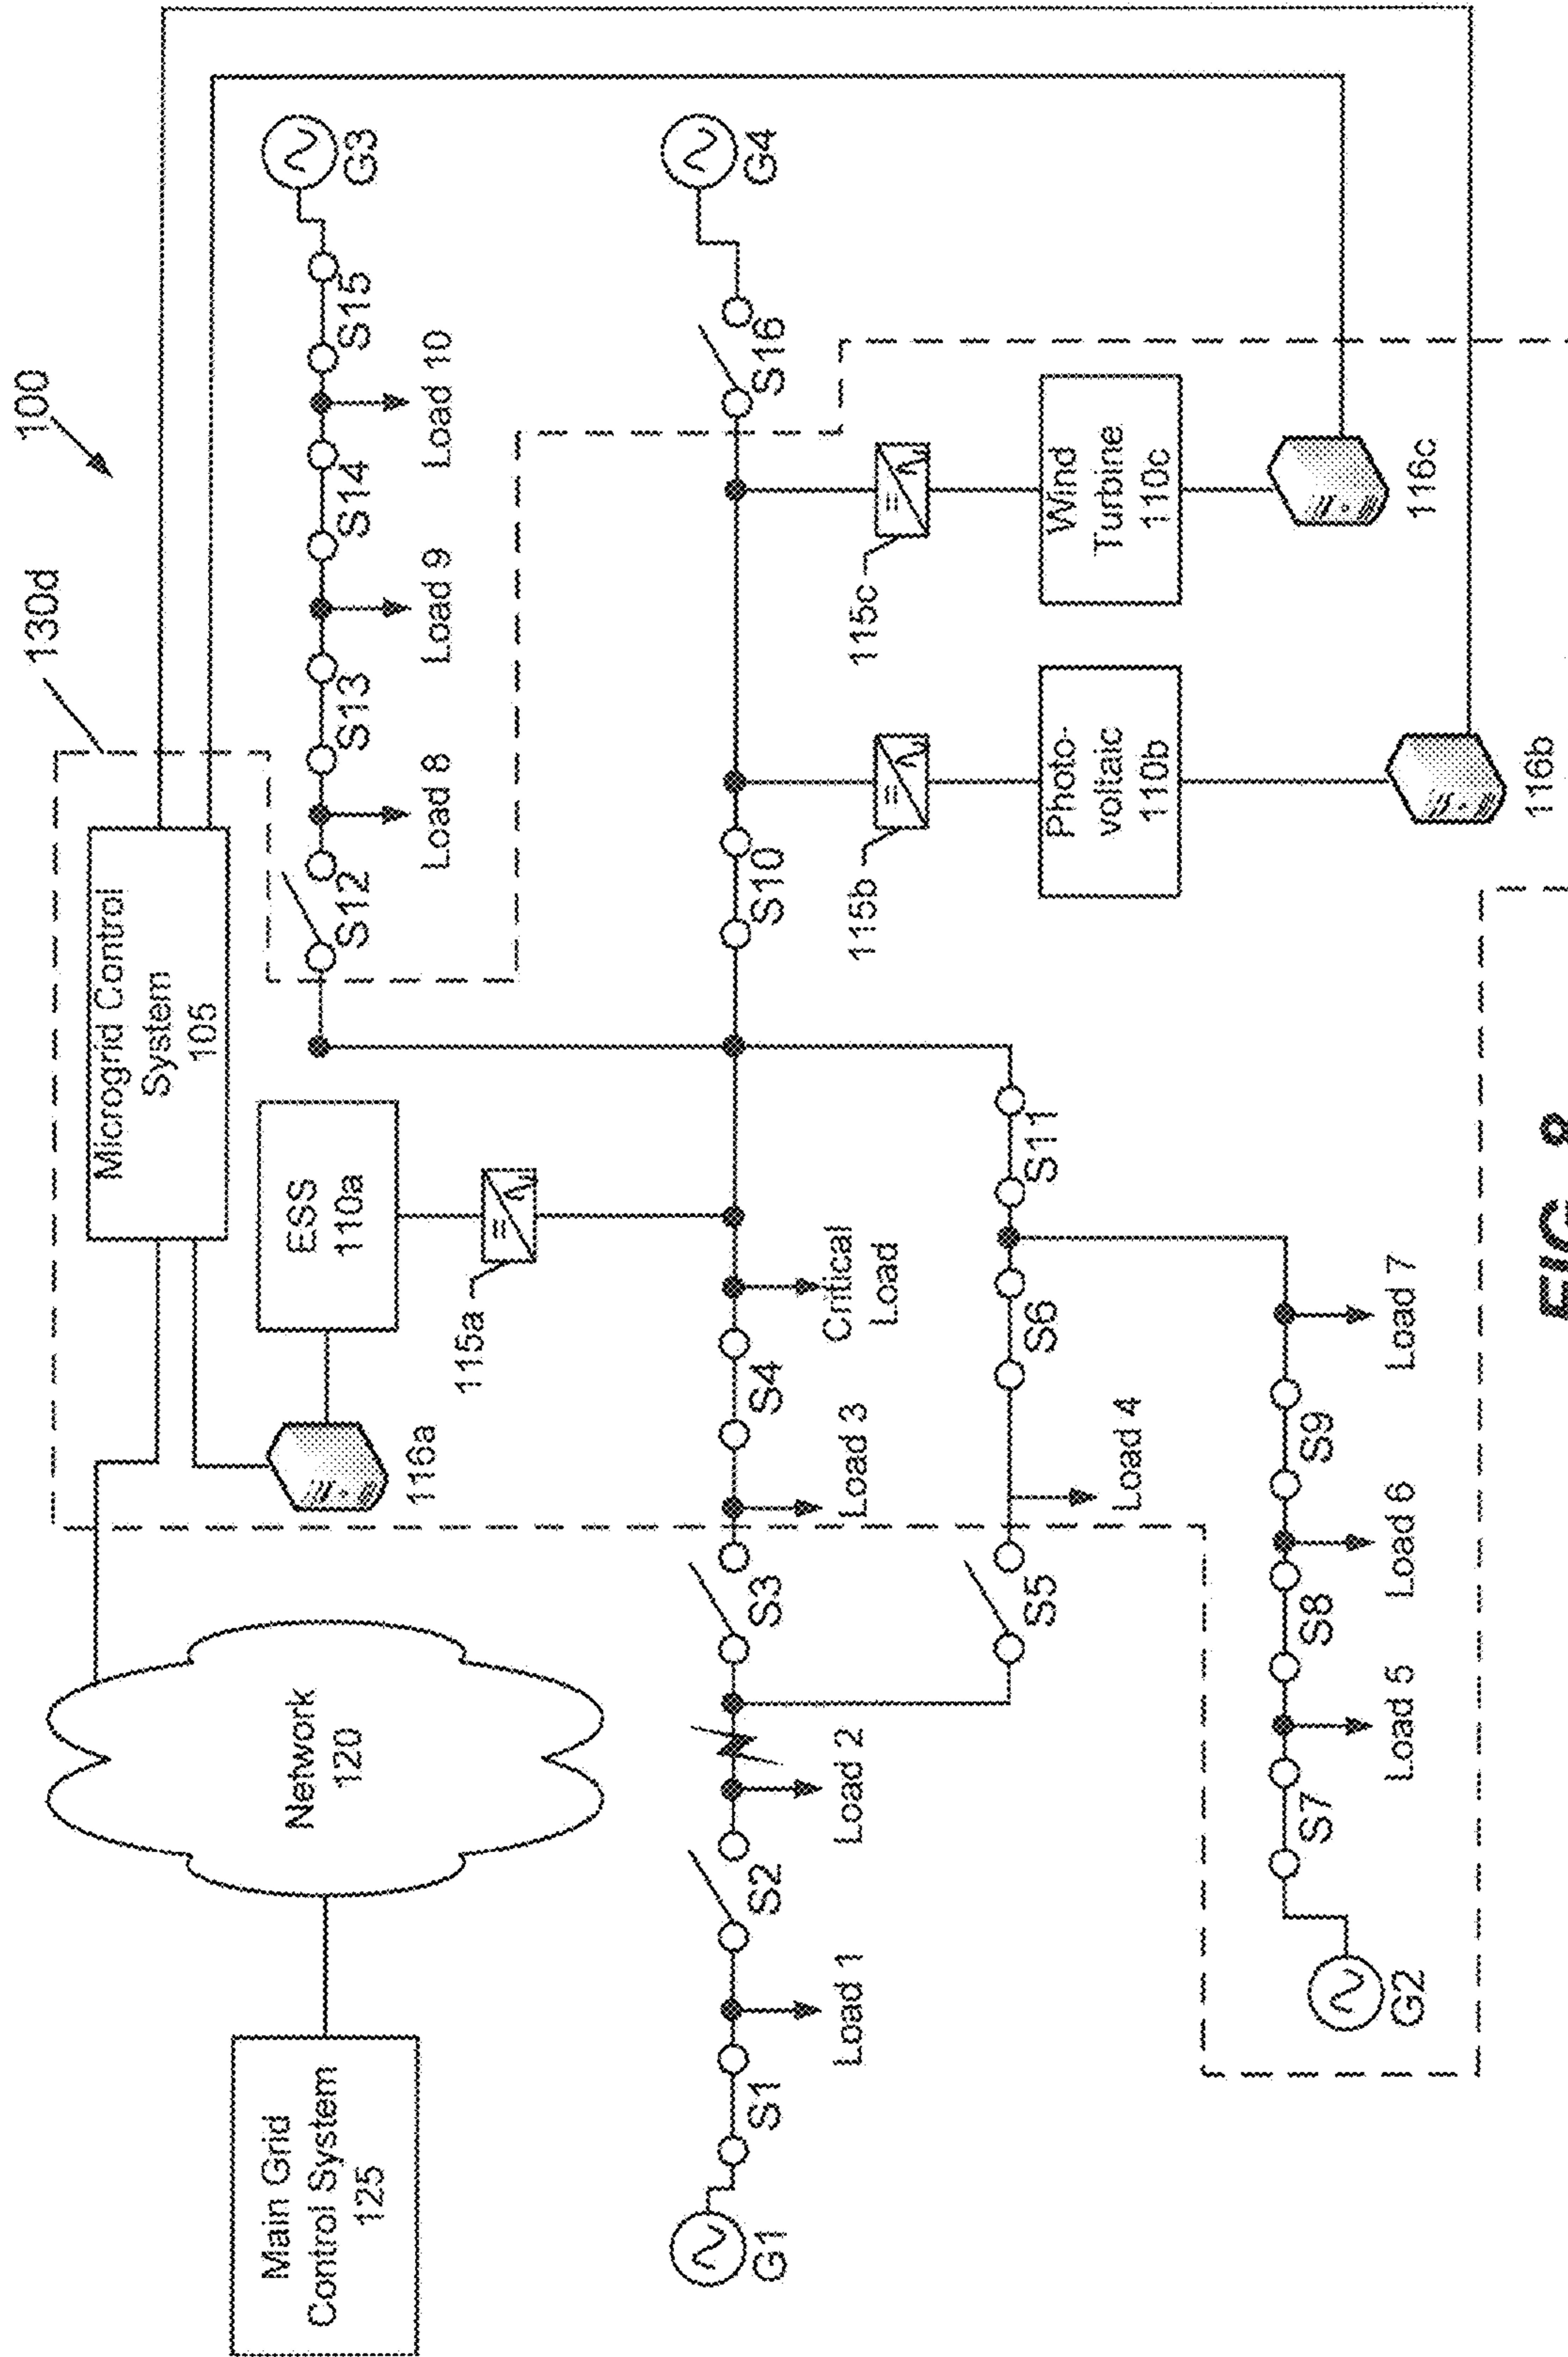 100
130d
Main Grid
Control System
125
Network
120
Microgrid Control
System
105
116a
ESS
110a
115a
S12
S13
S14
S15
G3
Load 8
Load 9
Load 10
G1
S1
S2
S3
S4
S10
S16
G4
Load 1
Load 2
Load 3
Critical
Load
115b
115c
S5
S6
S11
Load 4
Photo-
voltaic
110b
Wind
Turbine
110c
G2
S7
S8
S9
Load 5
Load 6
Load 7
116b
116c
FIG. 8